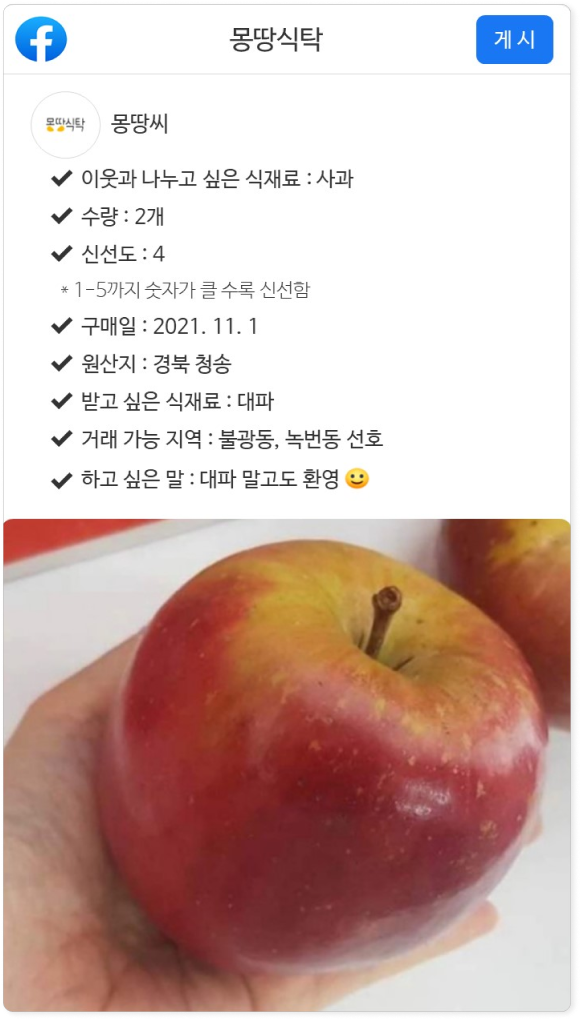 몽땅식탁
게 시
몽땅식탁
몽땅씨
✔ 이웃과 나누고 싶은 식재료 : 사과
✔ 수량 : 2개
✔ 신선도 : 4
* 1-5까지 숫자가 클 수록 신선함
✔ 구매일 : 2021. 11. 1
✔ 원산지 : 경북 청송
✔ 받고 싶은 식재료 : 대파
✔ 거래 가능 지역 : 불광동, 녹번동 선호
✔ 하고 싶은 말 : 대파 말고도 환영 🙂